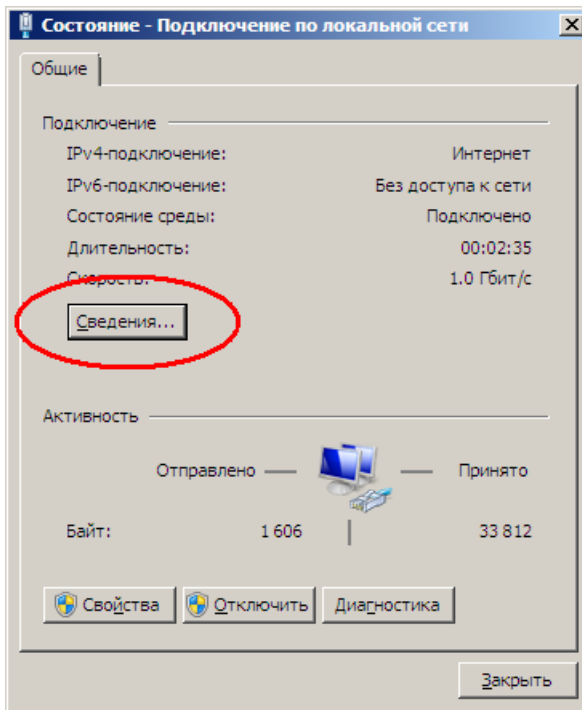 Состояние - Подключение по локальной сети
Общие
Подключение
IPv4-подключение: Интернет
IPv6-подключение: Без доступа к сети
Состояние среды: Подключено
Длительность: 00:02:35
Скорость: 1.0 Гбит/с
Сведения...
Активность
Отправлено Принято
Байт: 1 606 33 812
Свойства Отключить Диагностика
Закрыть